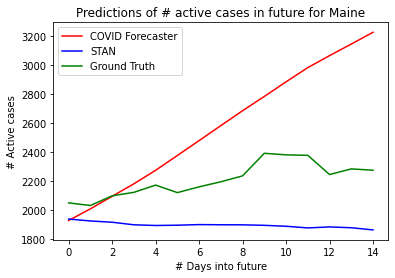 Predictions of # active cases in future for Maine
COVID Forecaster
STAN
Ground Truth
# Active cases
3200
3000
2800
2600
2400
2200
2000
1800
0 2 4 6 8 10 12 14
# Days into future